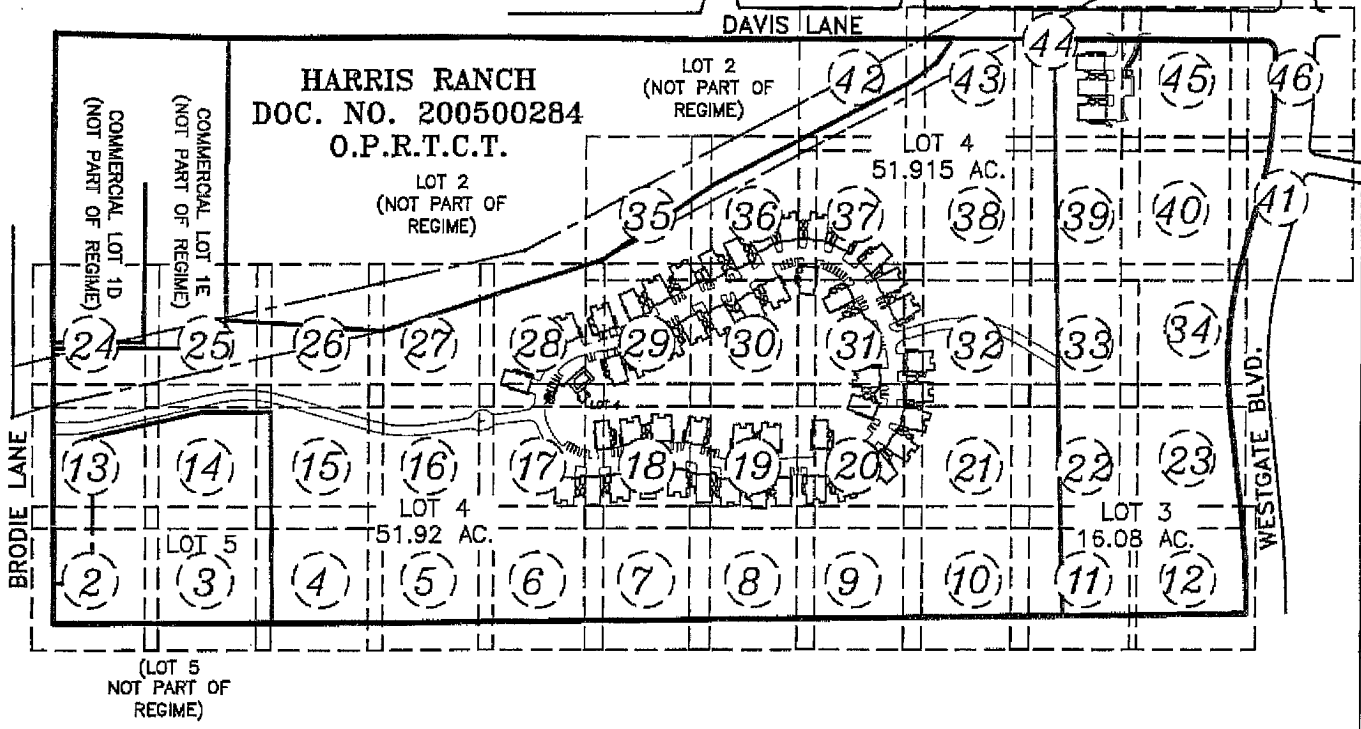 DAVIS LANE
HARRIS RANCH
DOC. NO. 200500284
O.P.R.T.C.T.
LOT 2
(NOT PART OF
REGIME)
LOT 2
(NOT PART OF
REGIME)
COMMERCIAL LOT 1D
(NOT PART OF REGIME)
COMMERCIAL LOT 1E
(NOT PART OF REGIME)
42
43
44
45
46
LOT 4
51.915 AC.
35
36
37
38
39
40
41
24
25
26
27
28
29
30
31
32
33
34
LOT 4
BRODIE LANE
WESTGATE BLVD.
13
14
15
16
17
18
19
20
21
22
23
LOT 4
51.92 AC.
LOT 3
16.08 AC.
LOT 5
2
3
4
5
6
7
8
9
10
11
12
(LOT 5
NOT PART OF
REGIME)